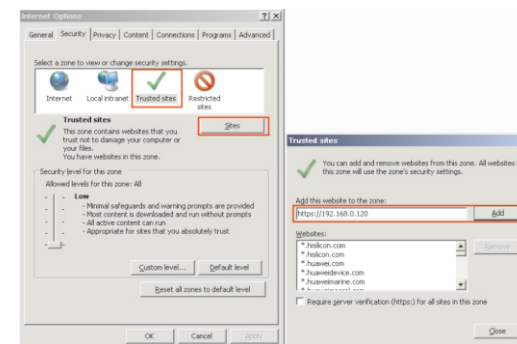 Internet Options
General Security Privacy Content Connections Programs Advanced
Select a zone to view or change security settings.
Internet Local intranet Trusted sites Restricted sites
Trusted sites
Sites
This zone contains websites that you
trust not to damage your computer or
your files.
You have websites in this zone.
Security level for this zone
Allowed levels for this zone: All
Low
- Minimal safeguards and warning prompts are provided
- Most content is downloaded and run without prompts
- All active content can run
- Appropriate for sites that you absolutely trust
Custom level... Default level
Reset all zones to default level
OK Cancel Apply
Trusted sites
You can add and remove websites from this zone. All websites
this zone will use the zone's security settings.
Add this website to the zone:
https://192.168.0.120 Add
Websites:
*.hisilicon.com Remove
*.hisilicon.com
*.huawei.com
*.huaweidevice.com
*.huaweimarine.com
Require server verification (https:) for all sites in this zone
Close